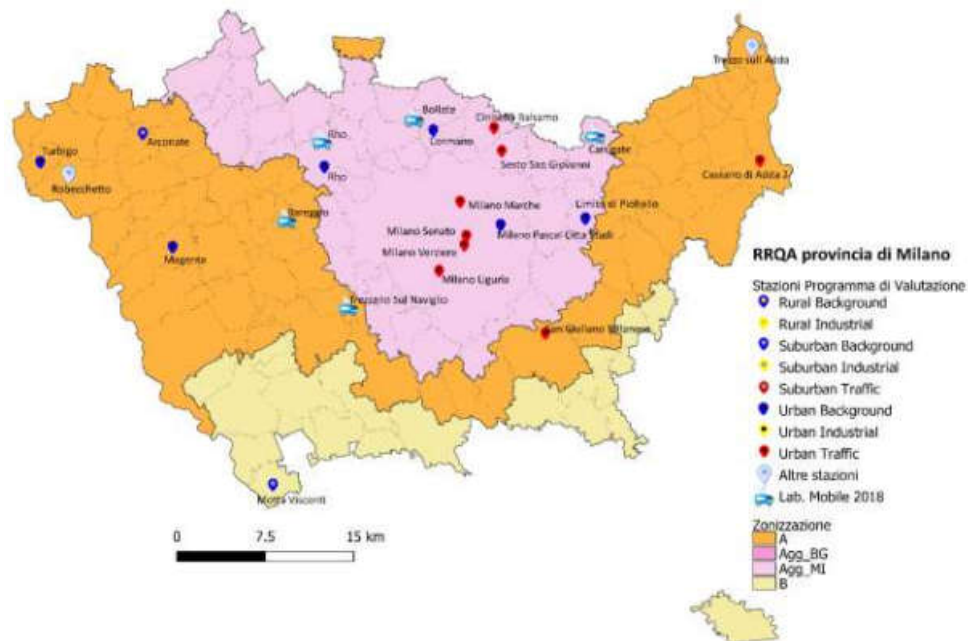 Trezzo sull'Adda
Bollate
Cinisello Balsamo
Rho
Cormano
Arconate
Carugate
Sesto San Giovanni
Turbigo
Cassano di Adda 2
Robecchetto
Rho
Milano Marche
Limito di Pioltello
Bareggio
Milano Senato
Milano Pascal Città Studi
Milano Verziere
Magenta
Milano Liguria
Trezzano Sul Naviglio
San Giuliano Milanese
Motta Visconti
0 7.5 15 km
RRQA provincia di Milano
Stazioni Programma di Valutazione
Rural Background
Rural Industrial
Suburban Background
Suburban Industrial
Suburban Traffic
Urban Background
Urban Industrial
Urban Traffic
Altre stazioni
Lab. Mobile 2018
Zonizzazione
A
Agg_BG
Agg_MI
B